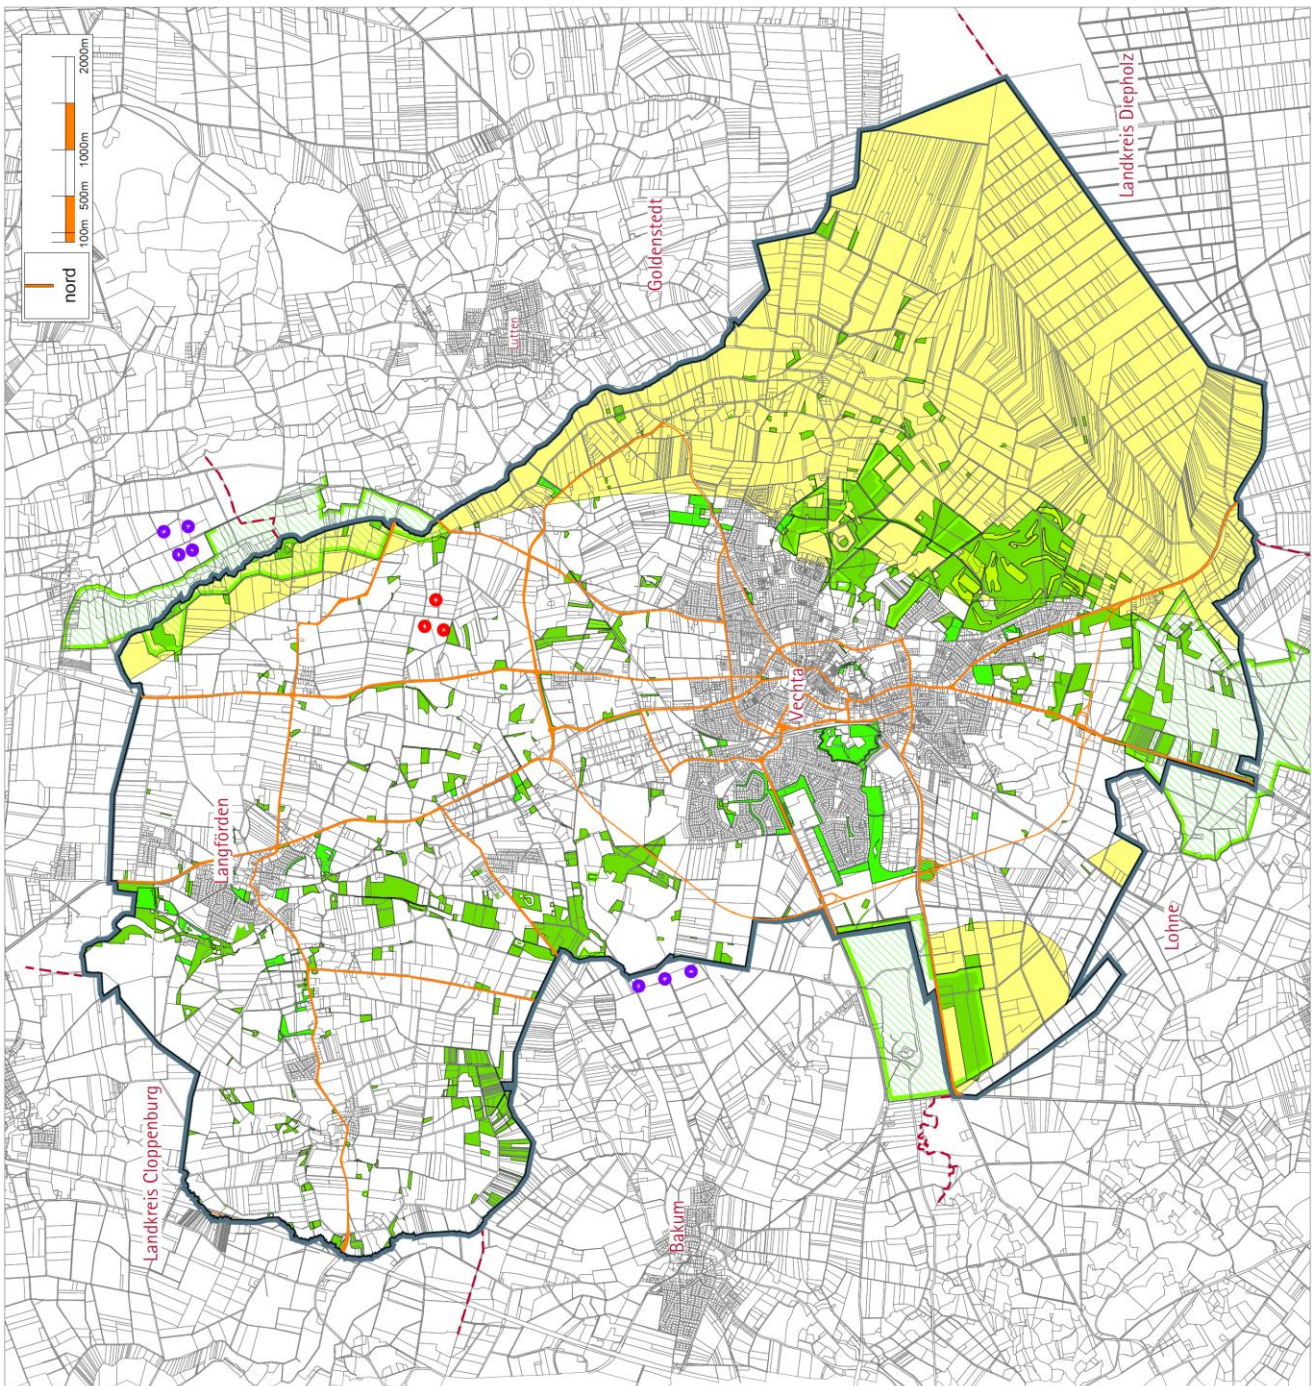 nord
100m 500m 1000m 2000m
Landkreis Diepholz
Goldenstedt
Lutten
Langförden
Vechta
Landkreis Cloppenburg
Lohne
Bakum